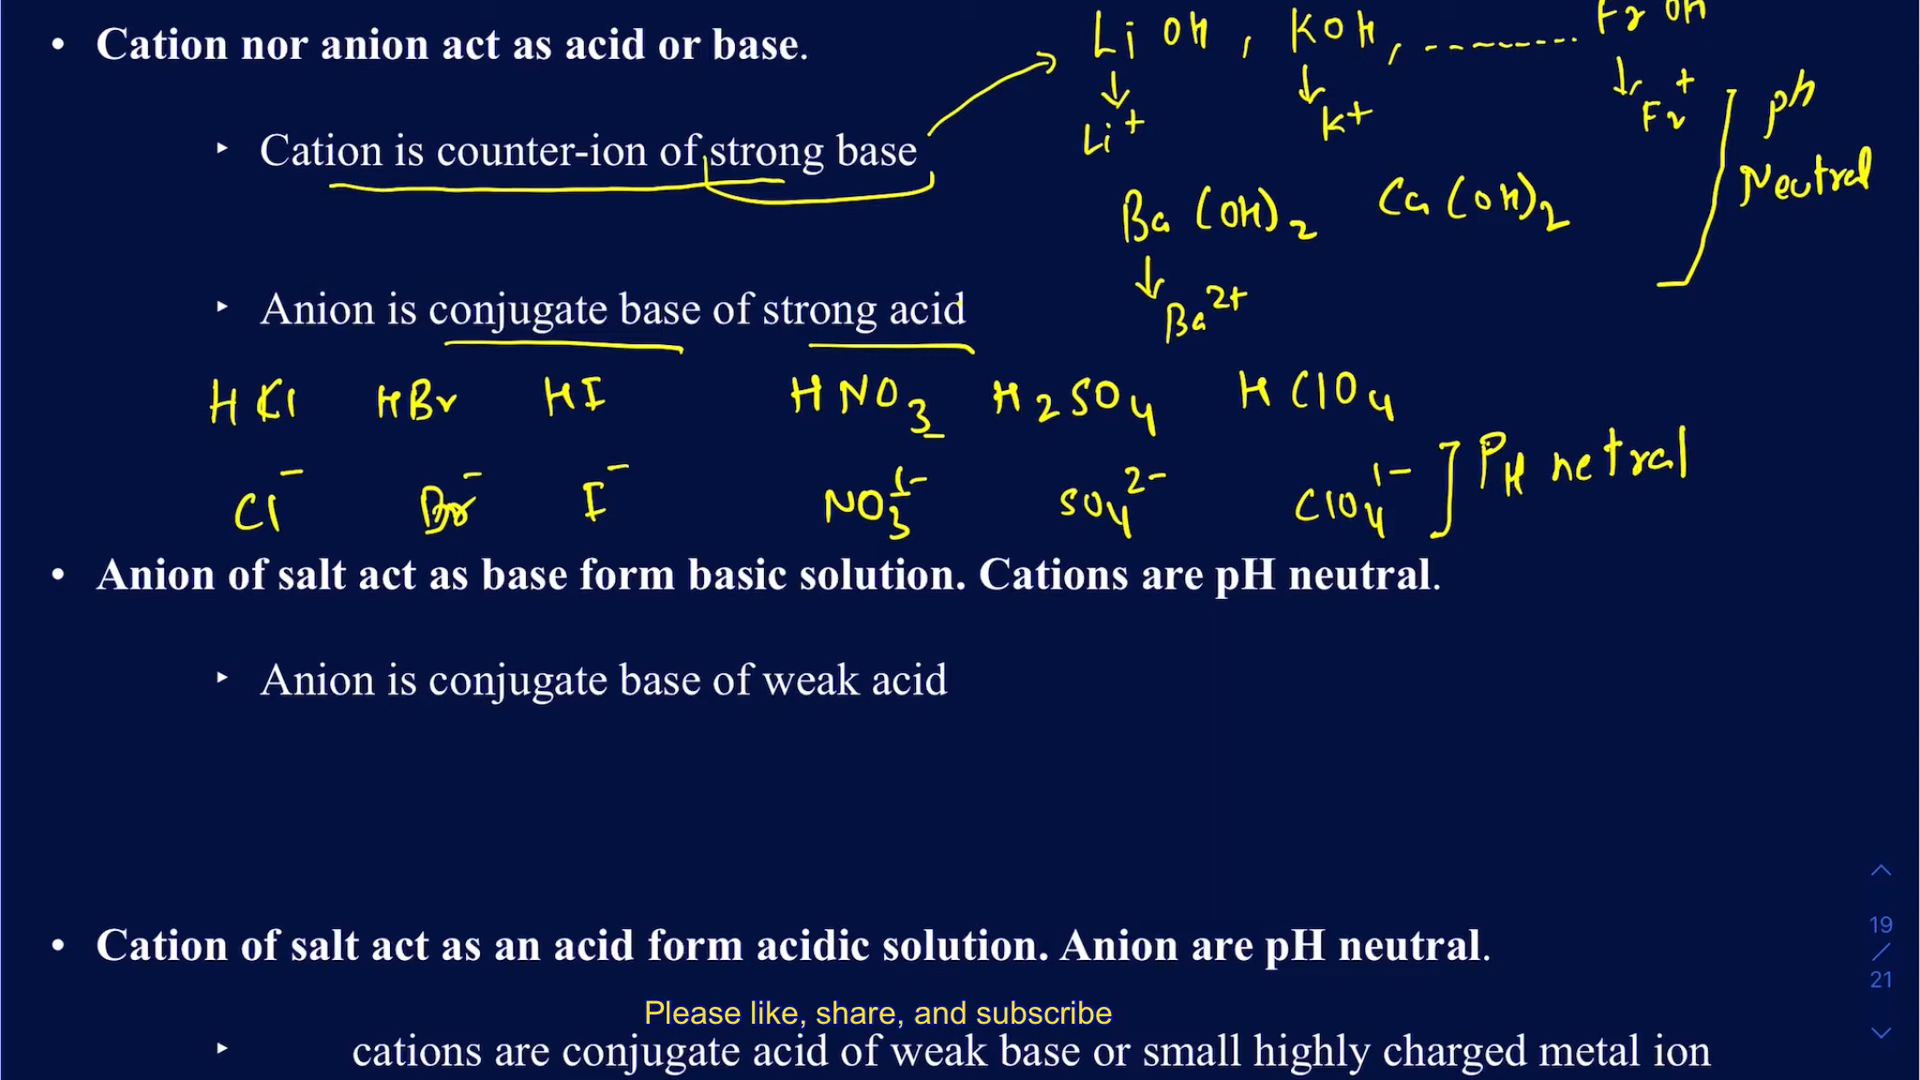 LiOH, KOH, -------- FrOH
• Cation nor anion act as acid or base.
Li+ K+ Fr+
pH
Neutral
‣ Cation is counter-ion of strong base
Ba(OH)2 Ca(OH)2
Ba2+
‣ Anion is conjugate base of strong acid
HCl HBr HI HNO3 H2SO4 HClO4
Cl- Br- I- NO3 1- SO4 2- ClO4 1- ] PH netral
• Anion of salt act as base form basic solution. Cations are pH neutral.
‣ Anion is conjugate base of weak acid
19
/
21
• Cation of salt act as an acid form acidic solution. Anion are pH neutral.
Please like, share, and subscribe
‣ cations are conjugate acid of weak base or small highly charged metal ion